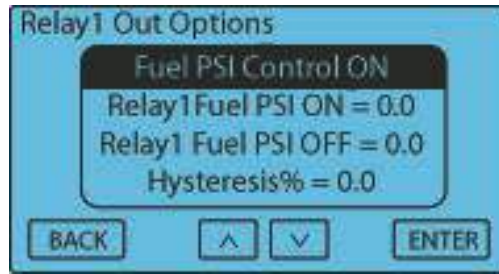 Relay1 Out Options
Fuel PSI Control ON
Relay1Fuel PSI ON = 0.0
Relay1 Fuel PSI OFF = 0.0
Hysteresis% = 0.0
BACK
ENTER